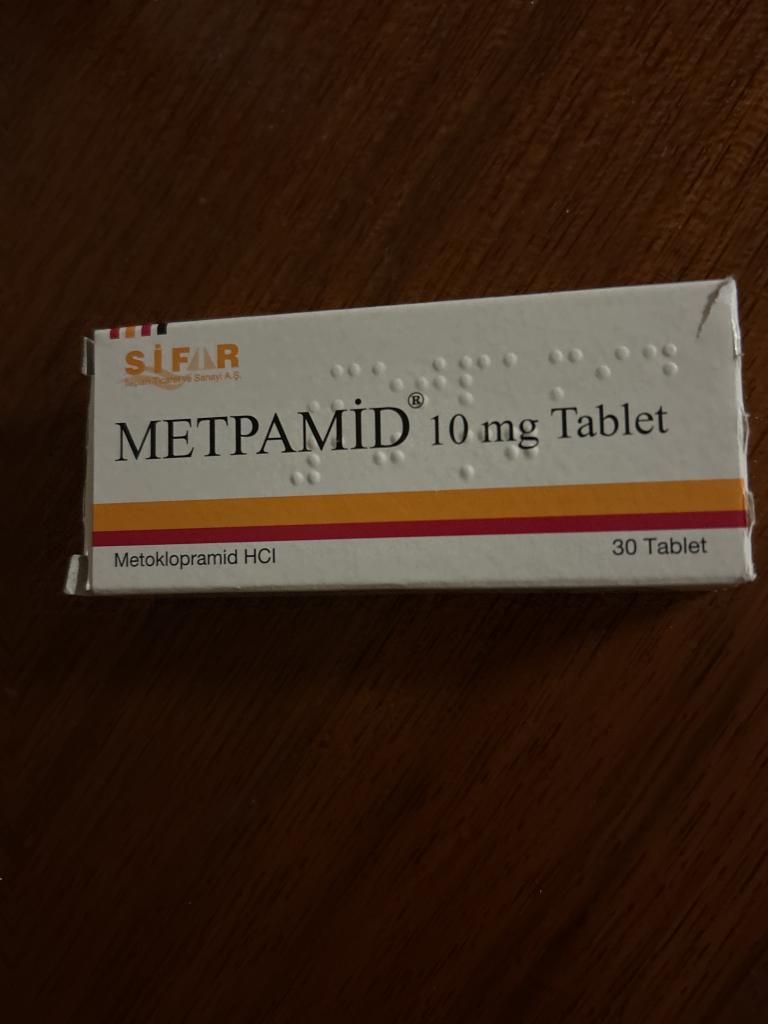 SİFAR
METPAMİD® 10 mg Tablet
Metoklopramid HCl
30 Tablet